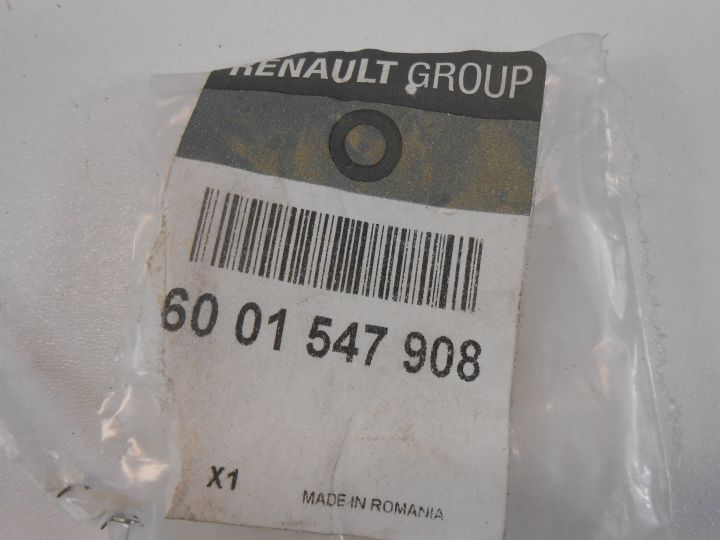 RENAULT GROUP
60 01 547 908
X1
MADE IN ROMANIA